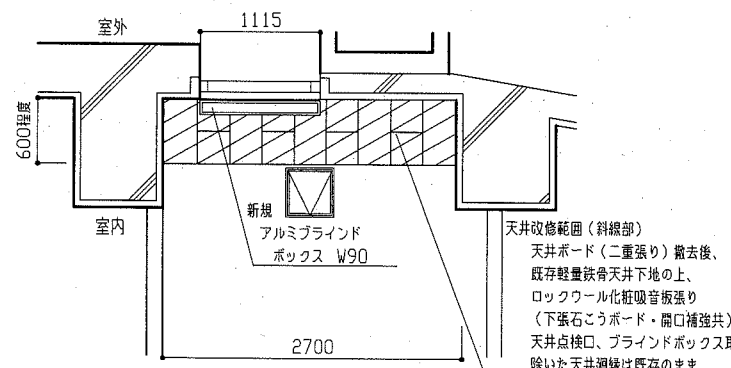 室外
1115
600程度
室内
新規
アルミブラインド
ボックス W90
2700
天井改修範囲(斜線部)
天井ボード(二重張り)撤去後、
既存軽量鉄骨天井下地の上、
ロックウール化粧吸音板張り
(下張石こうボード・開口補強共)
天井点検口、ブラインドボックス取
除いた天井廻縁は既存のまま